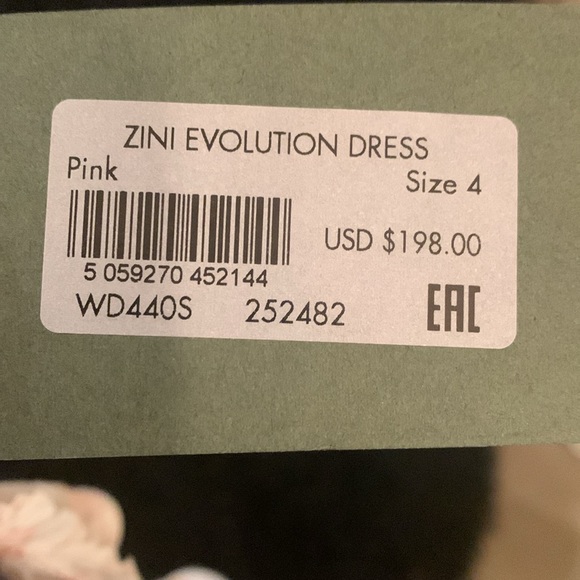 ZINI EVOLUTION DRESS
Pink
Size 4
USD $198.00
5 059270 452144
WD440S 252482
EAC